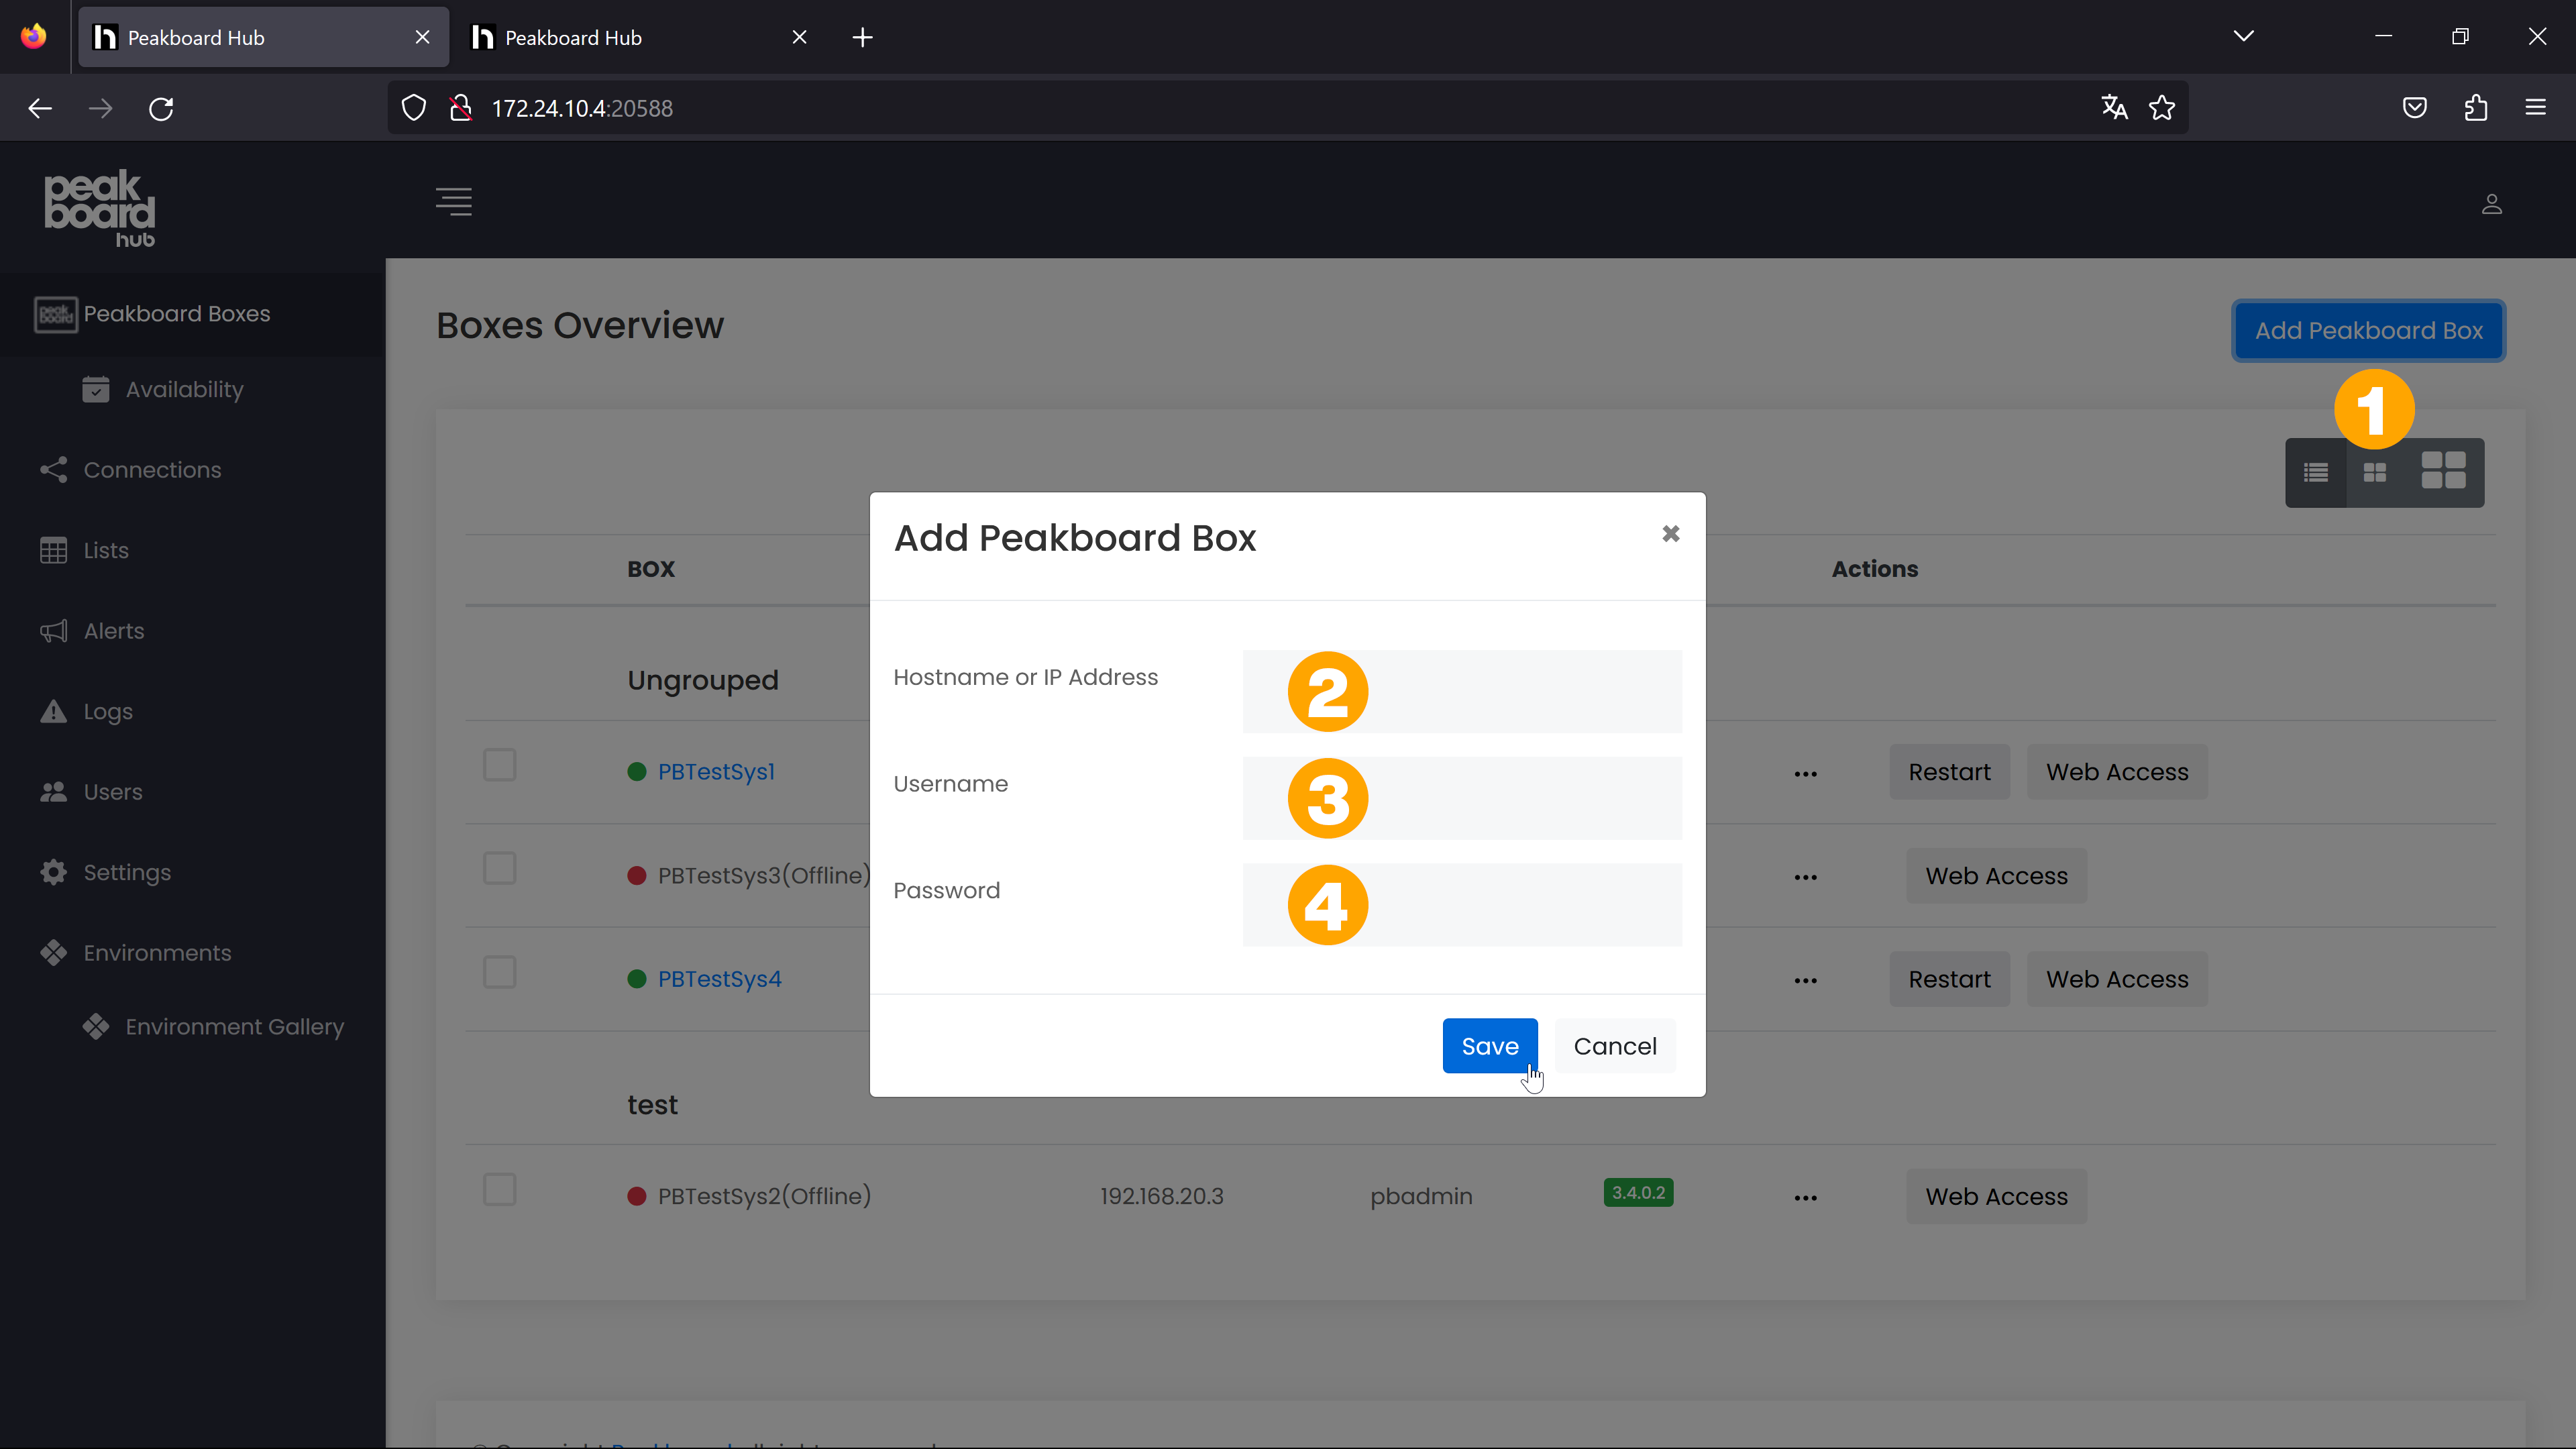 Peakboard Hub
Peakboard Hub
172.24.10.4:20588
peak
board
hub
Peakboard Boxes
Availability
Connections
Lists
Alerts
Logs
Users
Settings
Environments
Environment Gallery
Boxes Overview
Add Peakboard Box
1
BOX
Actions
Ungrouped
PBTestSys1
Restart
Web Access
PBTestSys3(Offline)
Web Access
PBTestSys4
Restart
Web Access
test
PBTestSys2(Offline)
192.168.20.3
pbadmin
3.4.0.2
Web Access
Add Peakboard Box
Hostname or IP Address
2
Username
3
Password
4
Save
Cancel